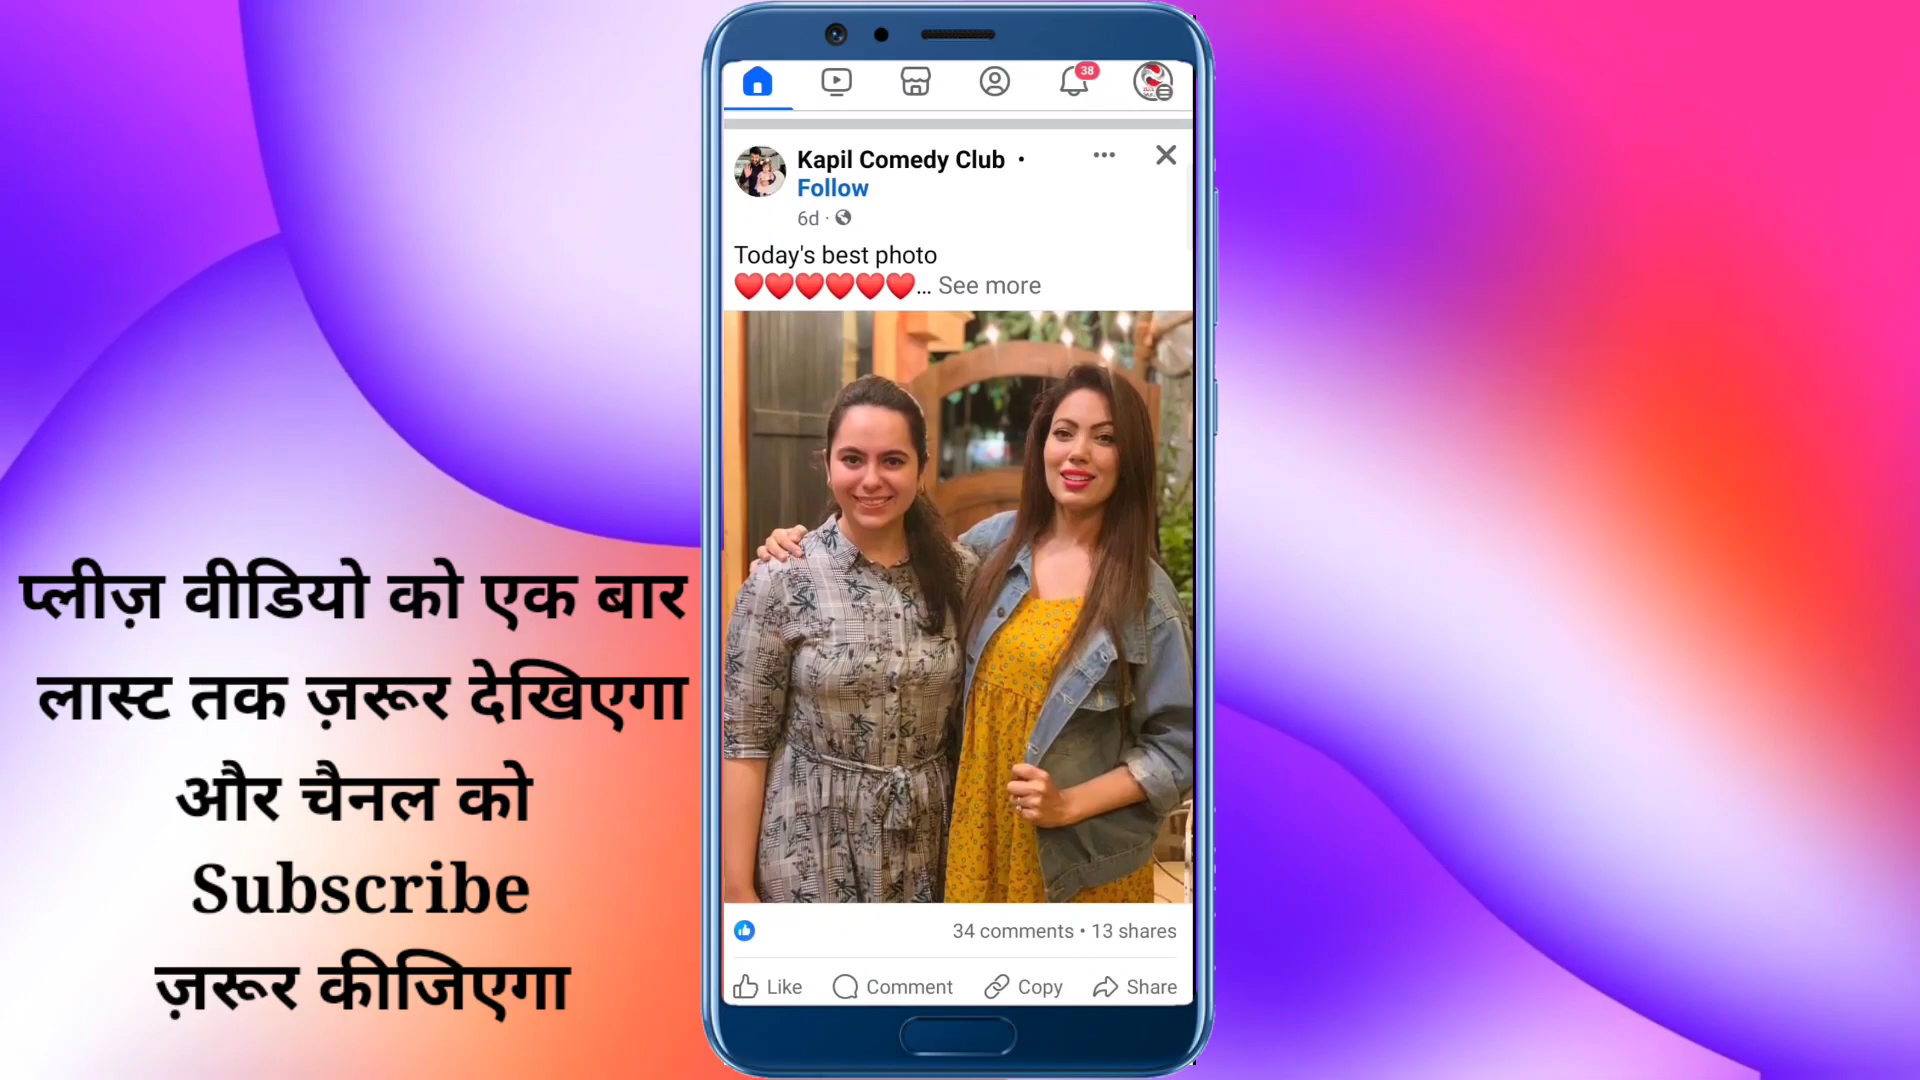 38
Kapil Comedy Club •
Follow
6d ·
Today's best photo
❤️❤️❤️❤️❤️❤️... See more
प्लीज़ वीडियो को एक बार
लास्ट तक ज़रूर देखिएगा
और चैनल को
Subscribe
ज़रूर कीजिएगा
34 comments • 13 shares
Like Comment Copy Share